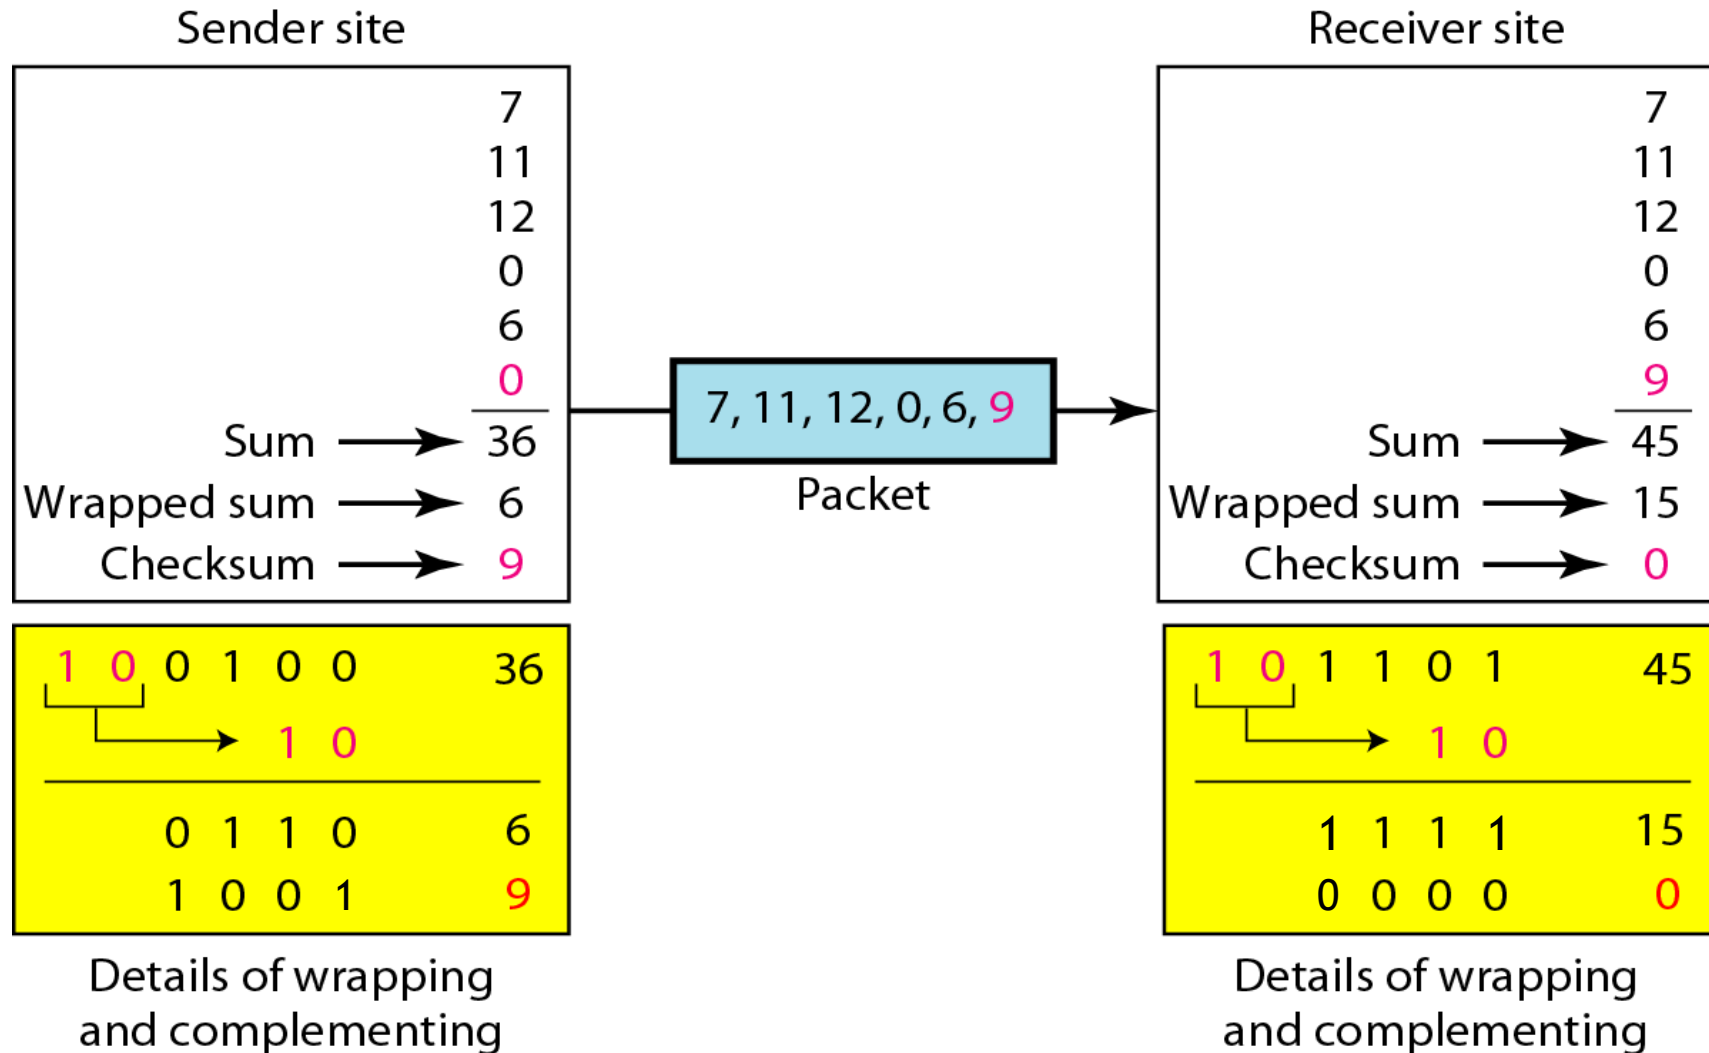 Sender site
7
11
12
0
6
0
Sum 36
Wrapped sum 6
Checksum 9
1 0 0 1 0 0 36
1 0
0 1 1 0 6
1 0 0 1 9
Details of wrapping
and complementing
7, 11, 12, 0, 6, 9
Packet
Receiver site
7
11
12
0
6
9
Sum 45
Wrapped sum 15
Checksum 0
1 0 1 1 0 1 45
1 0
1 1 1 1 15
0 0 0 0 0
Details of wrapping
and complementing